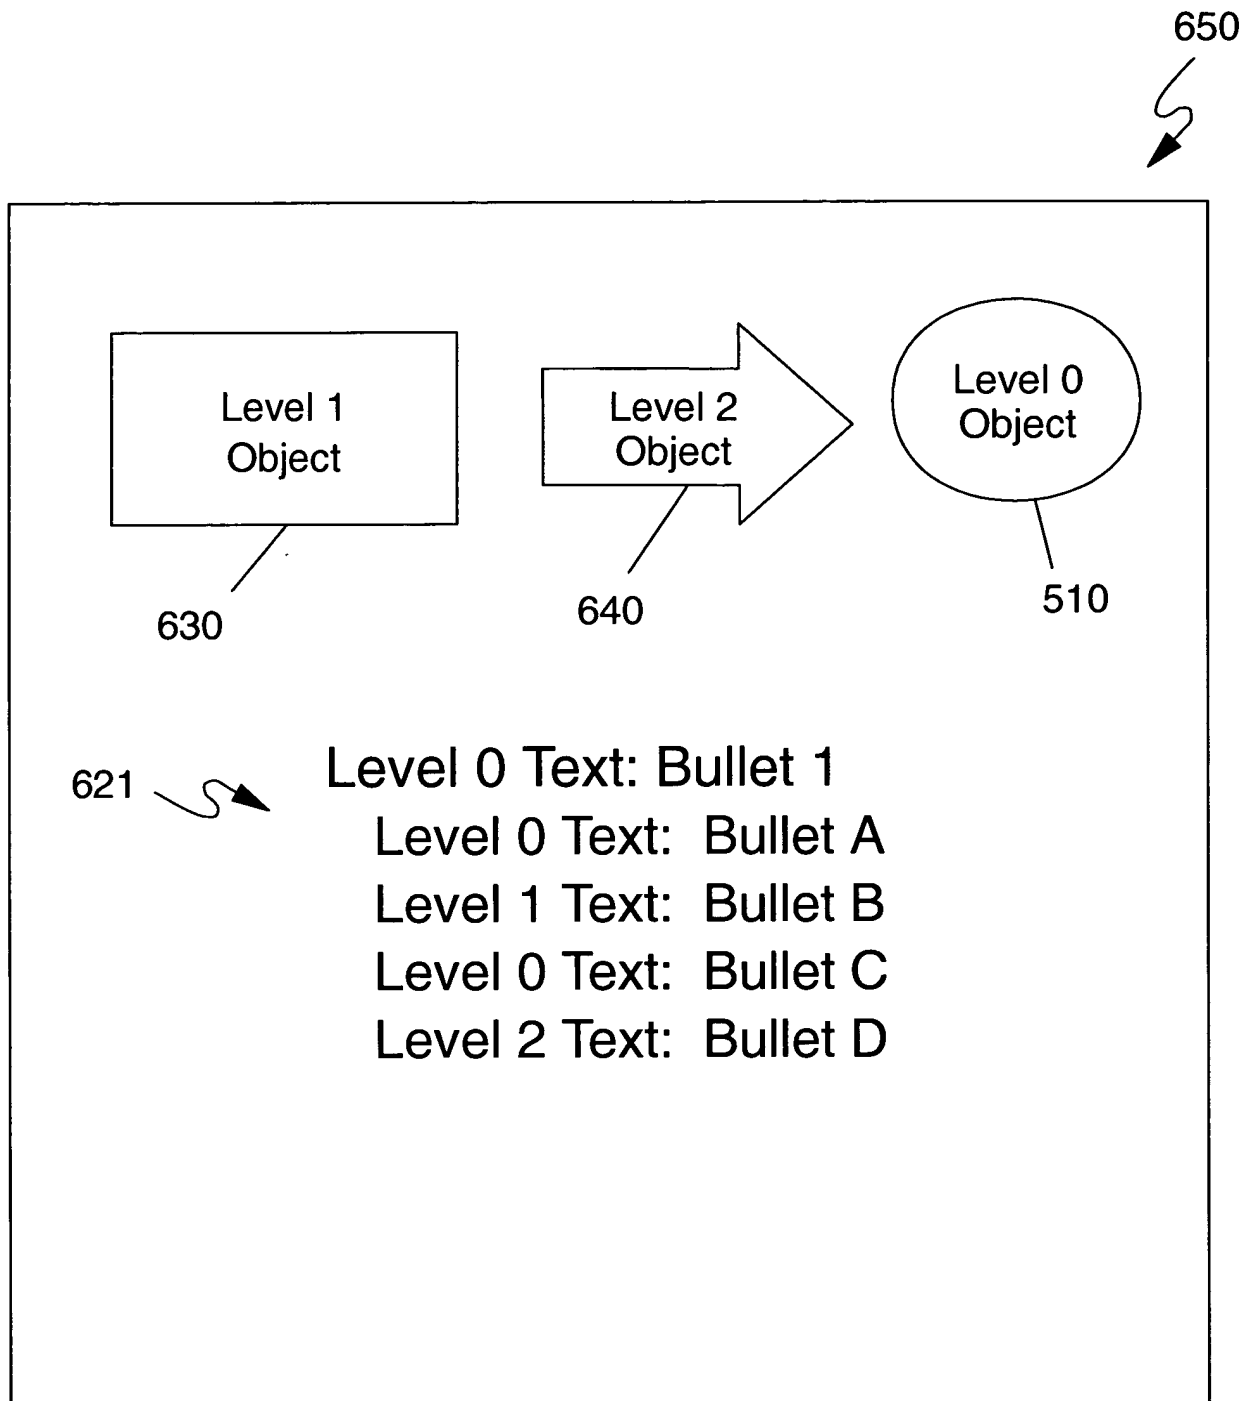 650
Level 1
Object
Level 2
Object
Level 0
Object
630
640
510
621
Level 0 Text: Bullet 1
Level 0 Text: Bullet A
Level 1 Text: Bullet B
Level 0 Text: Bullet C
Level 2 Text: Bullet D